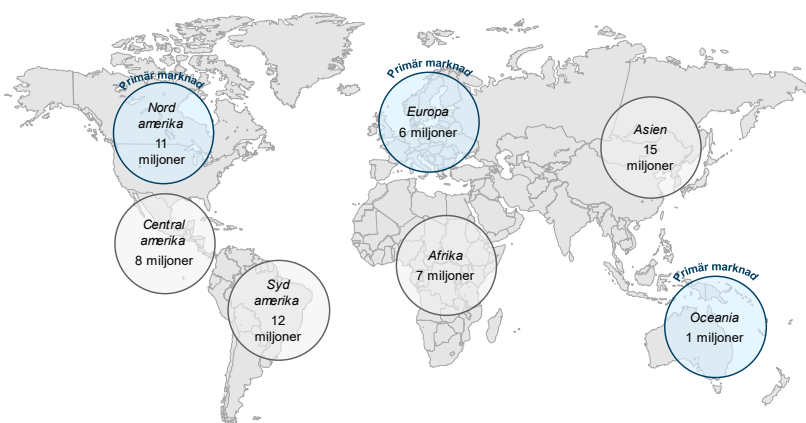 Primär marknad
Nord
amerika
11
miljoner
Primär marknad
Europa
6 miljoner
Asien
15
miljoner
Central
amerika
8 miljoner
Afrika
7 miljoner
Syd
amerika
12
miljoner
Primär marknad
Oceania
1 miljoner